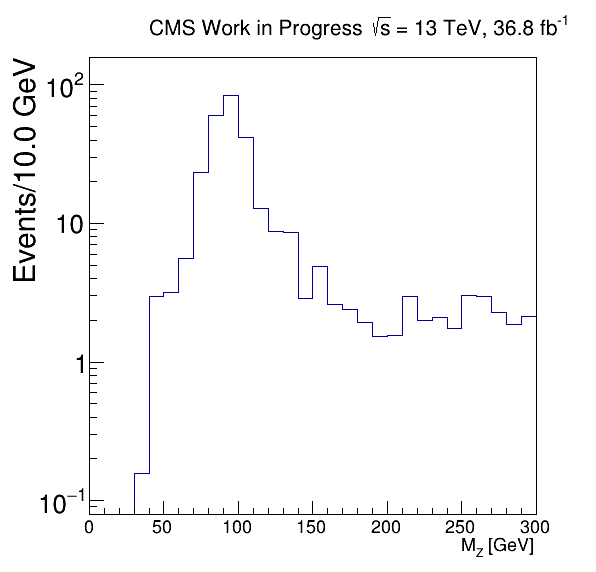 CMS Work in Progress √s = 13 TeV, 36.8 fb⁻¹
Events/10.0 GeV
10²
10
1
10⁻¹
0 50 100 150 200 250 300
M_Z [GeV]